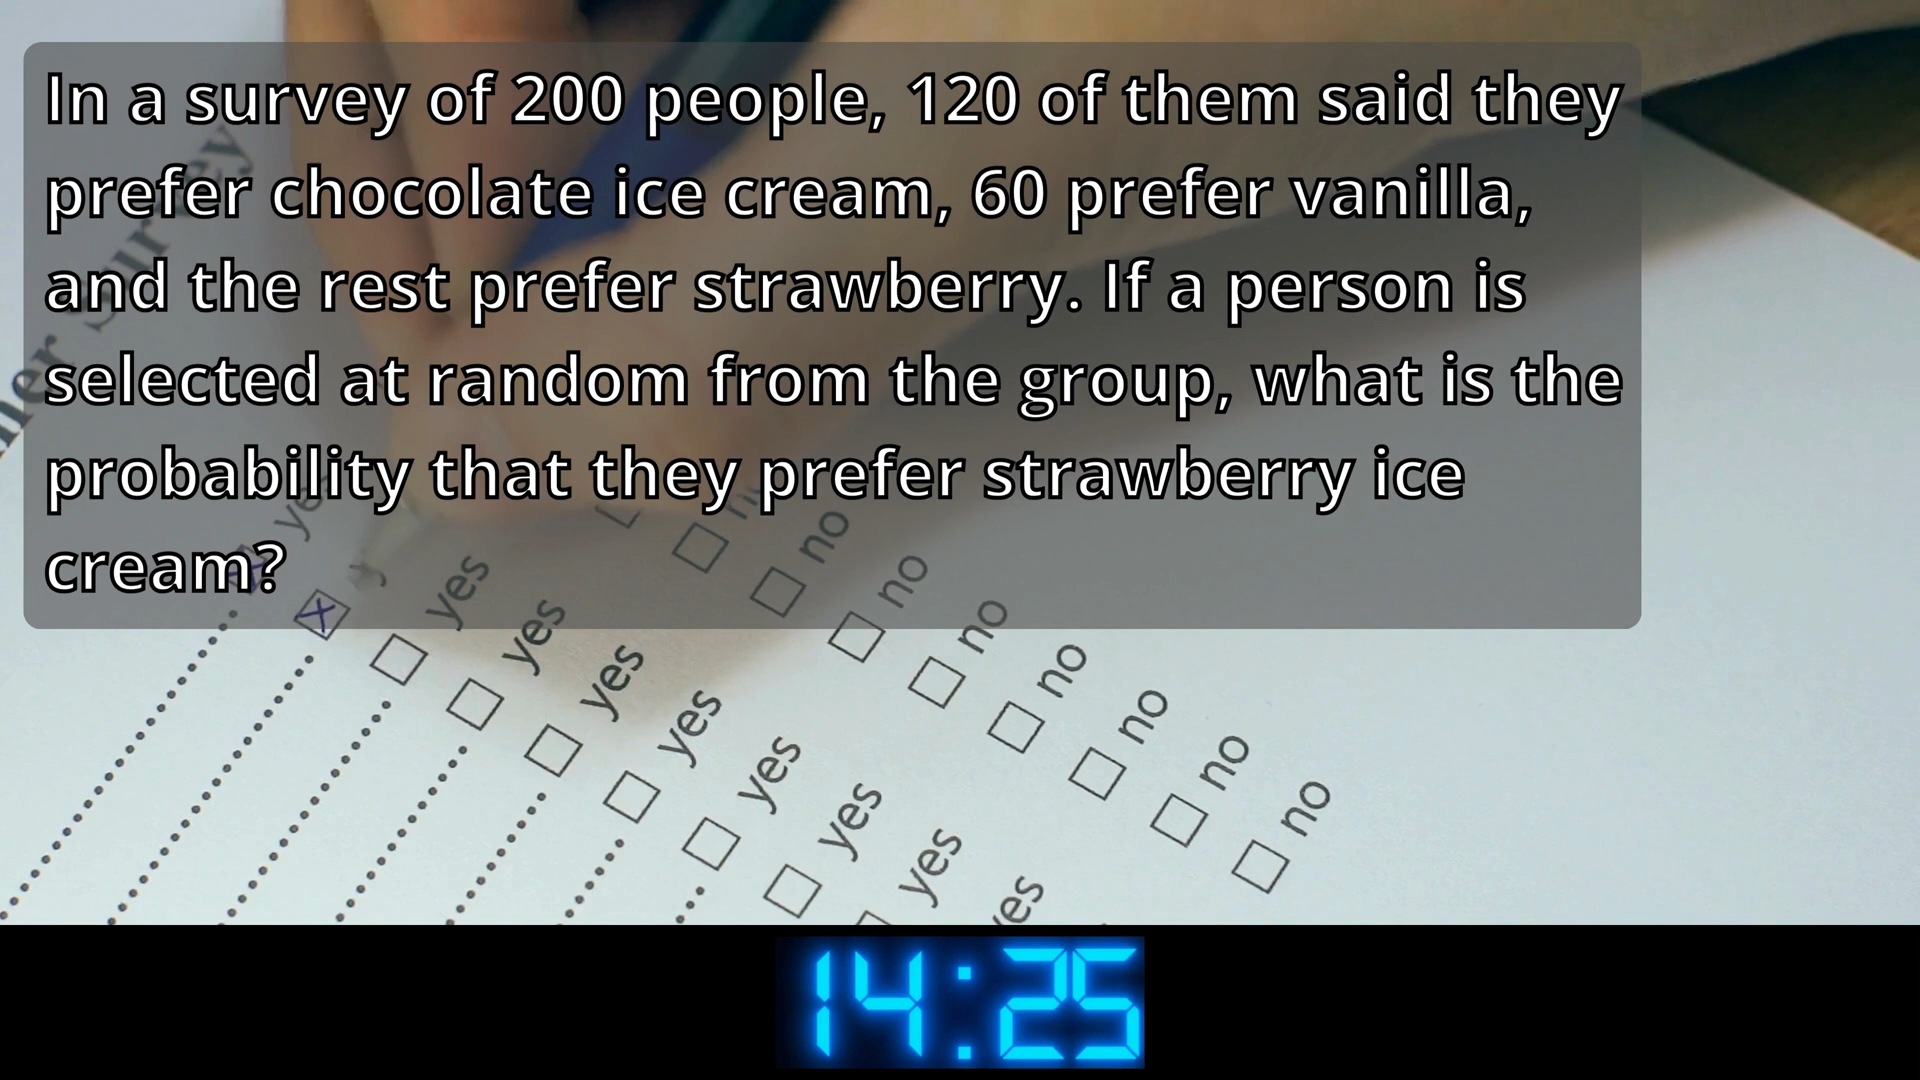 In a survey of 200 people, 120 of them said they
prefer chocolate ice cream, 60 prefer vanilla,
and the rest prefer strawberry. If a person is
selected at random from the group, what is the
probability that they prefer strawberry ice
cream?
yes
yes no
yes no
yes no
yes no
yes no
yes no
yes no
yes no
14:25